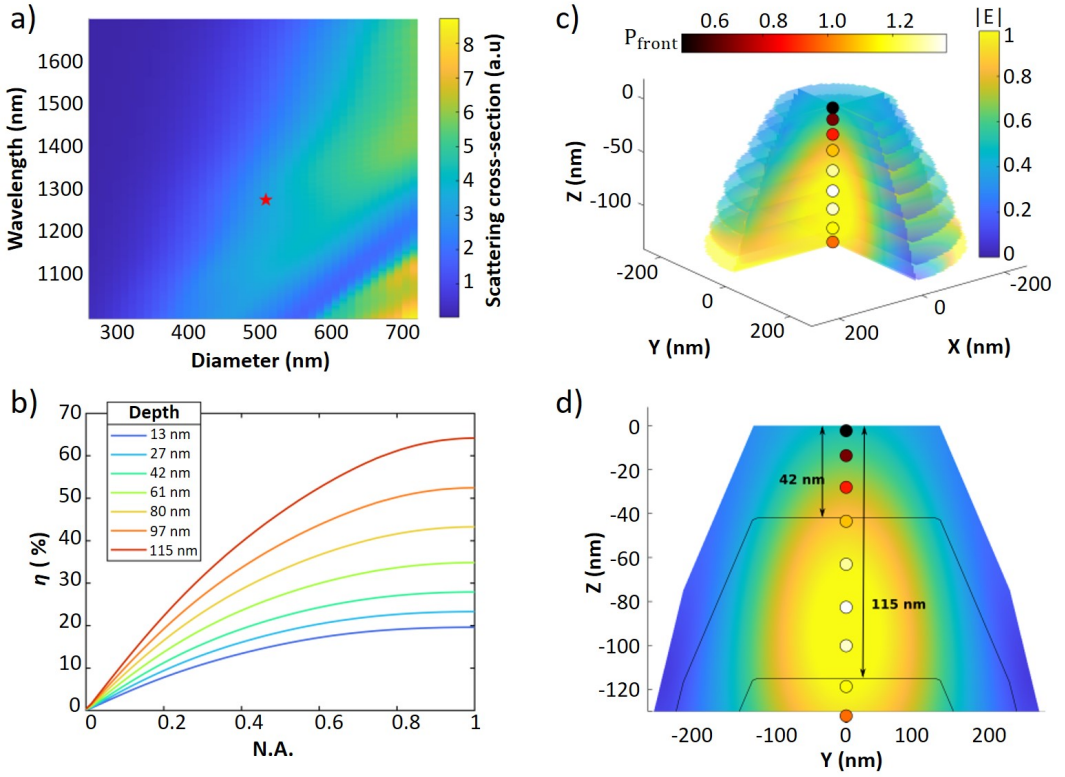 a)
Wavelength (nm)
1600
1500
1400
1300
1200
1100
300
400
500
600
700
Diameter (nm)
8
7
6
5
4
3
2
1
Scattering cross-section (a.u)
c)
P_front
0.6
0.8
1.0
1.2
|E|
1
0.8
0.6
0.4
0.2
0
Z (nm)
0
-50
-100
-200
0
200
Y (nm)
200
0
-200
X (nm)
b)
η (%)
70
60
50
40
30
20
10
0
Depth
13 nm
27 nm
42 nm
61 nm
80 nm
97 nm
115 nm
0
0.2
0.4
0.6
0.8
1
N.A.
d)
Z (nm)
0
-20
-40
-60
-80
-100
-120
42 nm
115 nm
-200
-100
0
100
200
Y (nm)